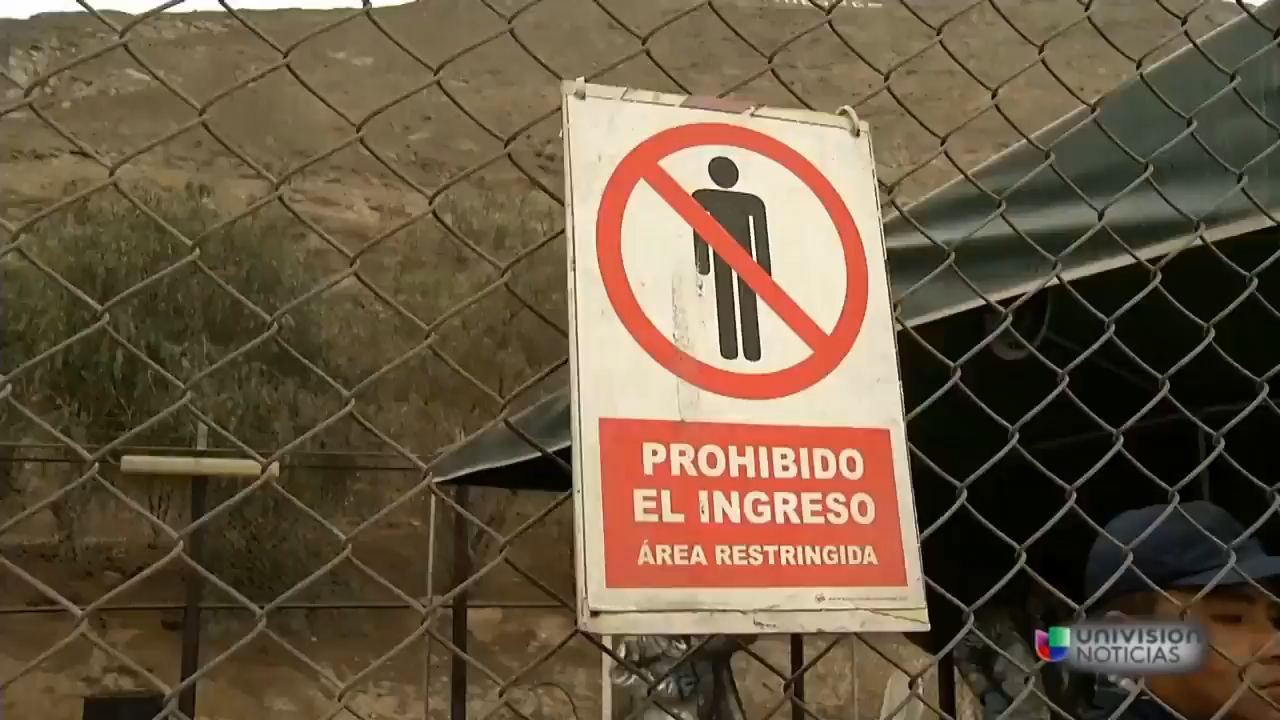 PROHIBIDO
EL INGRESO
ÁREA RESTRINGIDA
UNIVISION
NOTICIAS